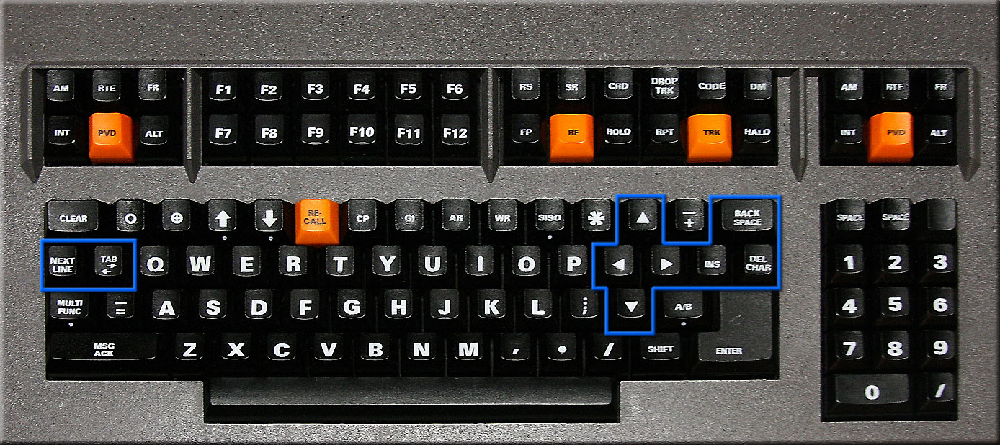 AM RTE FR
INT PVD ALT
F1 F2 F3 F4 F5 F6
F7 F8 F9 F10 F11 F12
RS SR CRD DROP TRK CODE DM
FP RF HOLD RPT TRK HALO
AM RTE FR
INT PVD ALT
CLEAR O ⊕ ⬆ ⬇ RE-CALL CP GI AR WR SISO * ▲ − + BACK SPACE
NEXT LINE TAB Q W E R T Y U I O P ◀ ▶ INS DEL CHAR
MULTI FUNC − = A S D F G H J K L : ; ▼ A/B
MSG ACK Z X C V B N M , . / SHIFT ENTER
SPACE SPACE
1 2 3
4 5 6
7 8 9
0 /